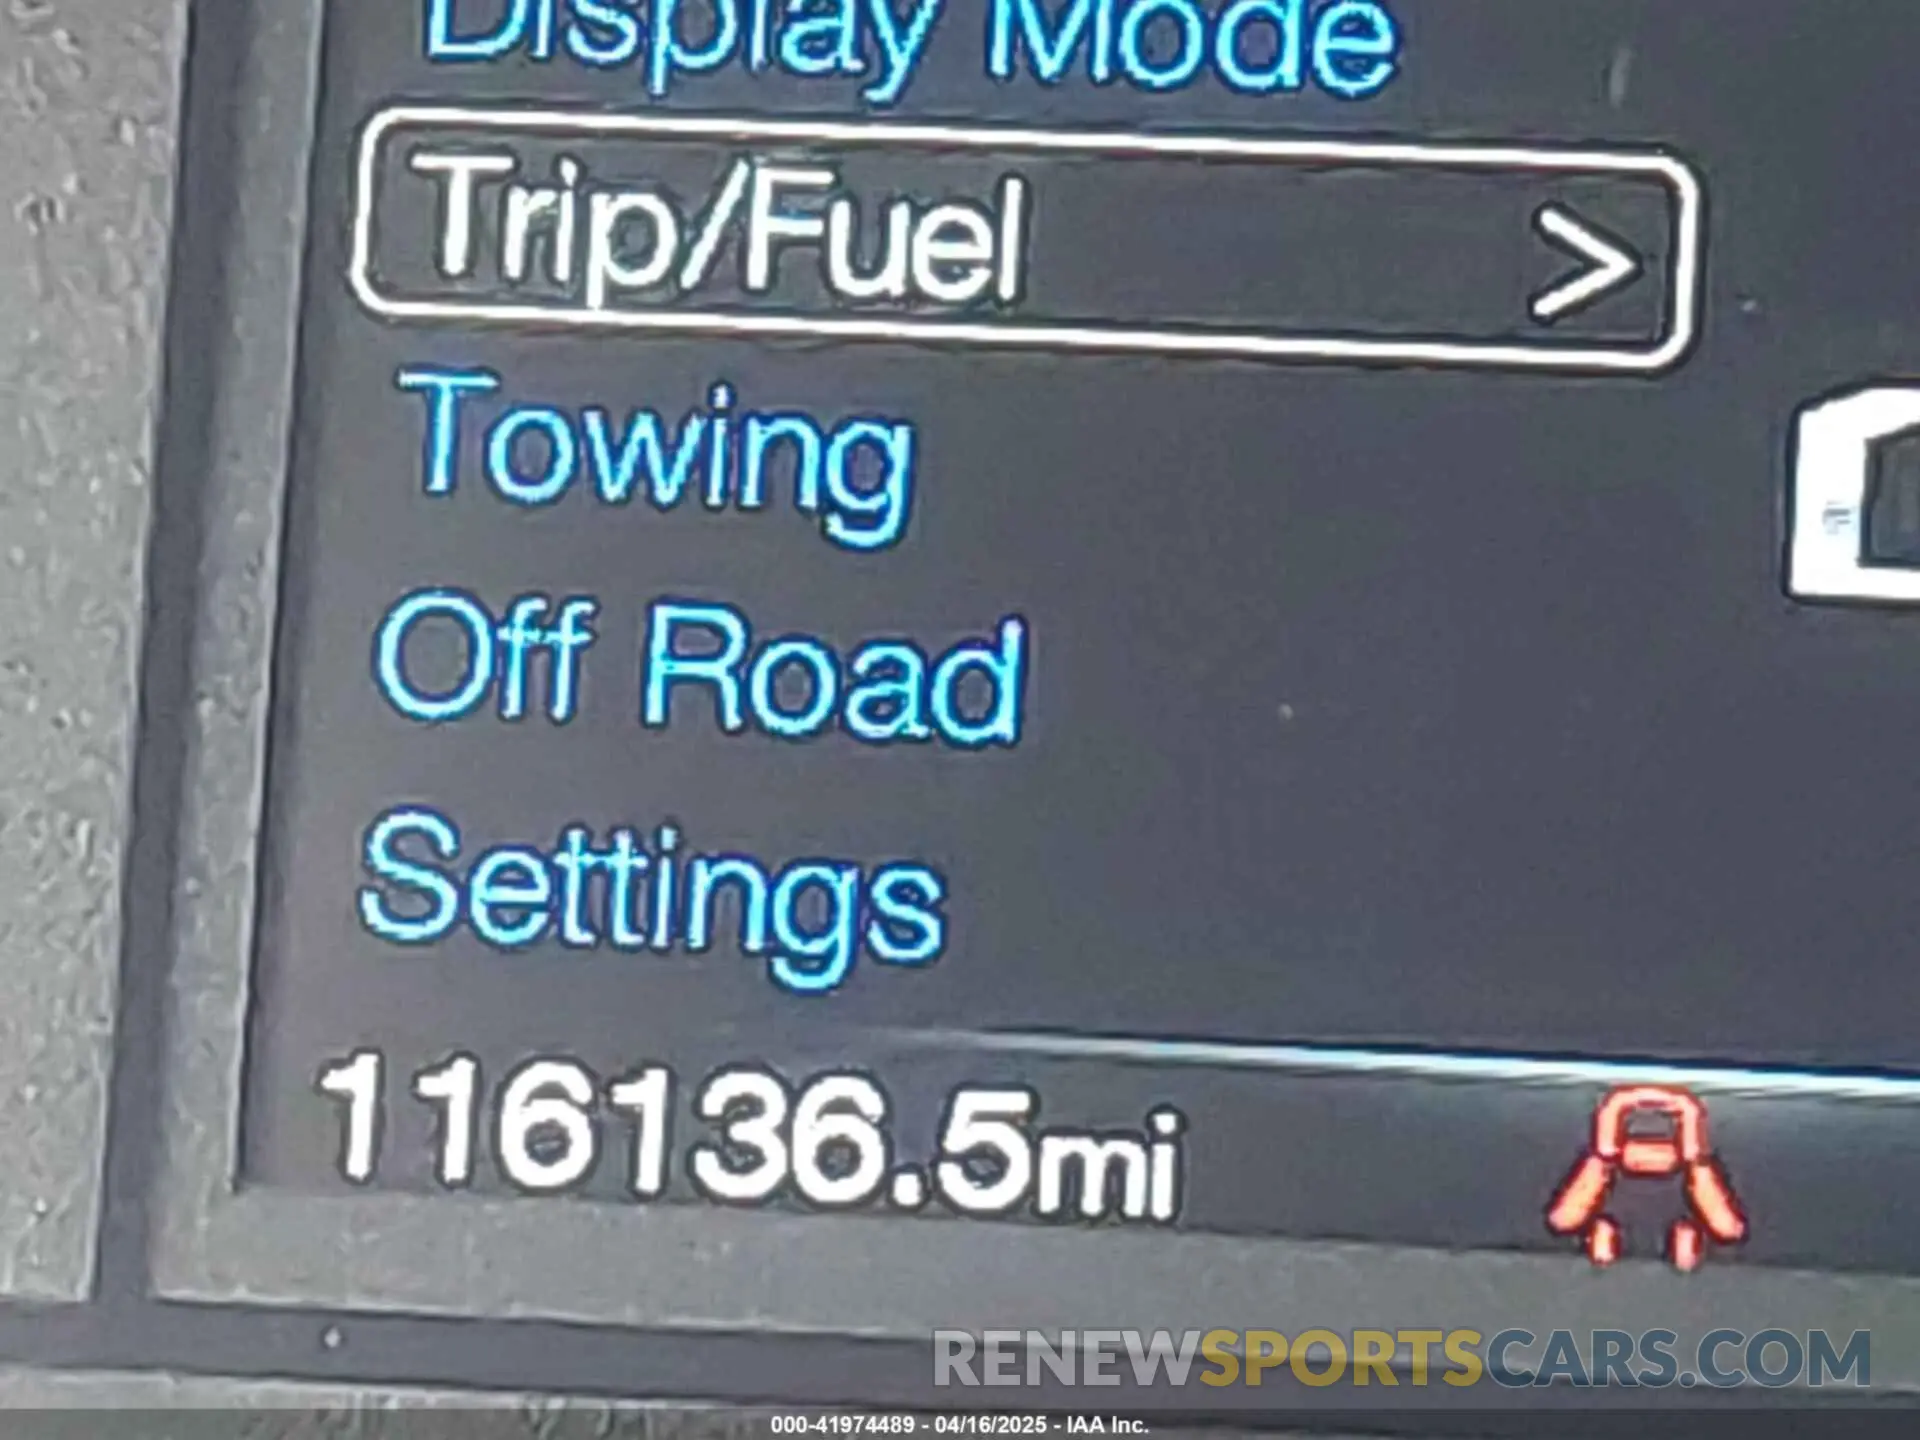 Display Mode
Trip/Fuel >
Towing
Off Road
Settings
116136.5mi
RENEWSPORTSCARS.COM
000-41974489 - 04/16/2025 - IAA Inc.